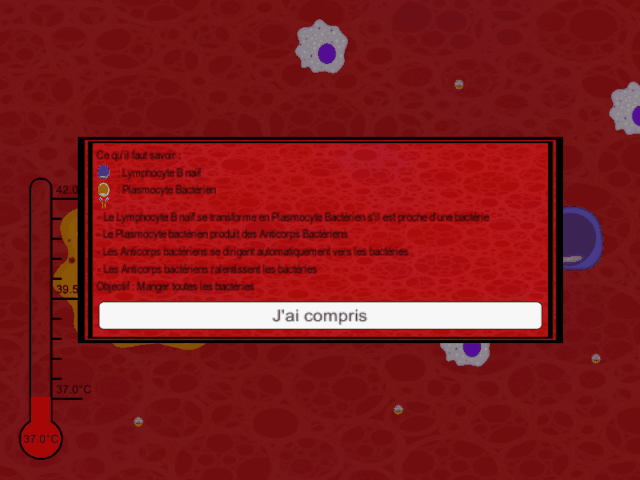 Ce qu'il faut savoir :
: Lymphocyte B naïf
: Plasmocyte Bactérien
- Le Lymphocyte B naïf se transforme en Plasmocyte Bactérien s'il est proche d'une bactérie
- Le Plasmocyte bactérien produit des Anticorps Bactériens
- Les Anticorps bactériens se dirigent automatiquement vers les bactéries
- Les Anticorps bactériens ralentissent les bactéries
Objectif : Manger toutes les bactéries
J'ai compris
42.0
39.5
37.0°C
37.0°C